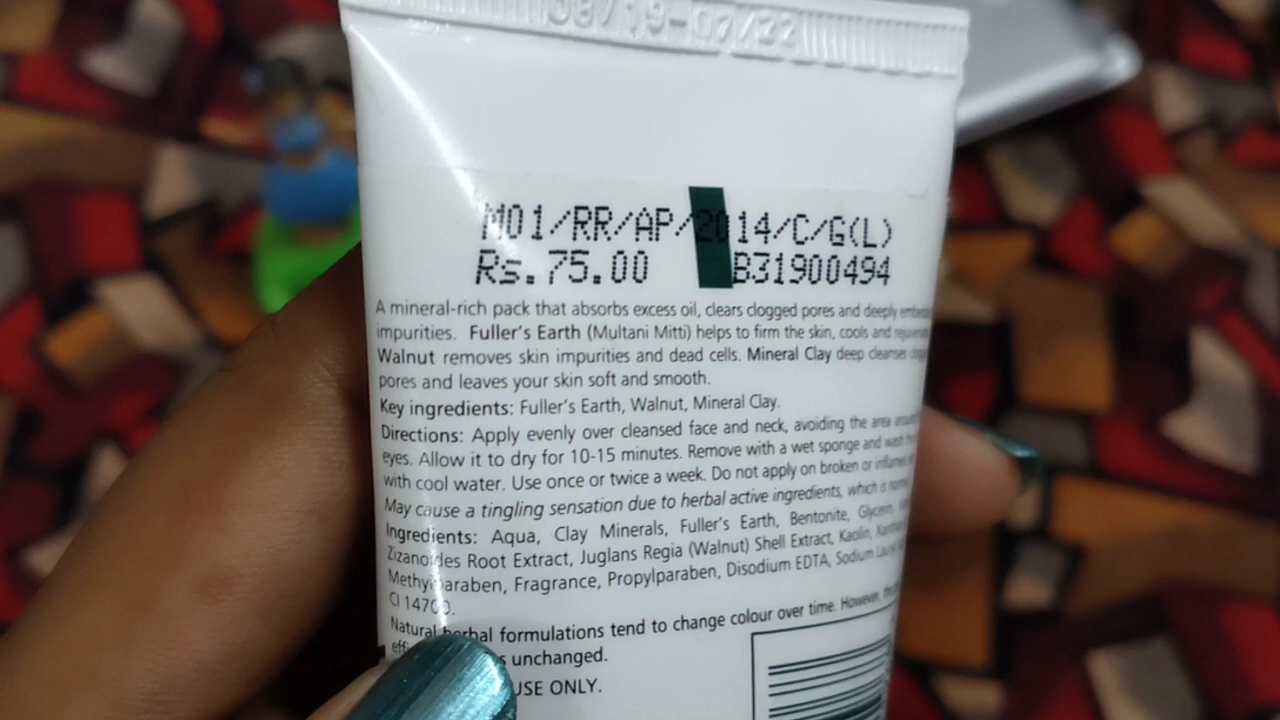 08/19-07/22
M01/RR/AP/2014/C/G(L)
Rs.75.00 B31900494
A mineral-rich pack that absorbs excess oil, clears clogged pores and deeply
impurities. Fuller's Earth (Multani Mitti) helps to firm the skin, cools and
Walnut removes skin impurities and dead cells. Mineral Clay deep cleanses
pores and leaves your skin soft and smooth.
Key ingredients: Fuller's Earth, Walnut, Mineral Clay.
Directions: Apply evenly over cleansed face and neck, avoiding the area around
eyes. Allow it to dry for 10-15 minutes. Remove with a wet sponge and wash
with cool water. Use once or twice a week. Do not apply on broken or
May cause a tingling sensation due to herbal active ingredients, which is
Ingredients: Aqua, Clay Minerals, Fuller's Earth, Bentonite, Glycerin,
Zizanoides Root Extract, Juglans Regia (Walnut) Shell Extract, Kaolin,
Methylparaben, Fragrance, Propylparaben, Disodium EDTA, Sodium
CI 14700.
Natural herbal formulations tend to change colour over time. However,
unchanged.
USE ONLY.